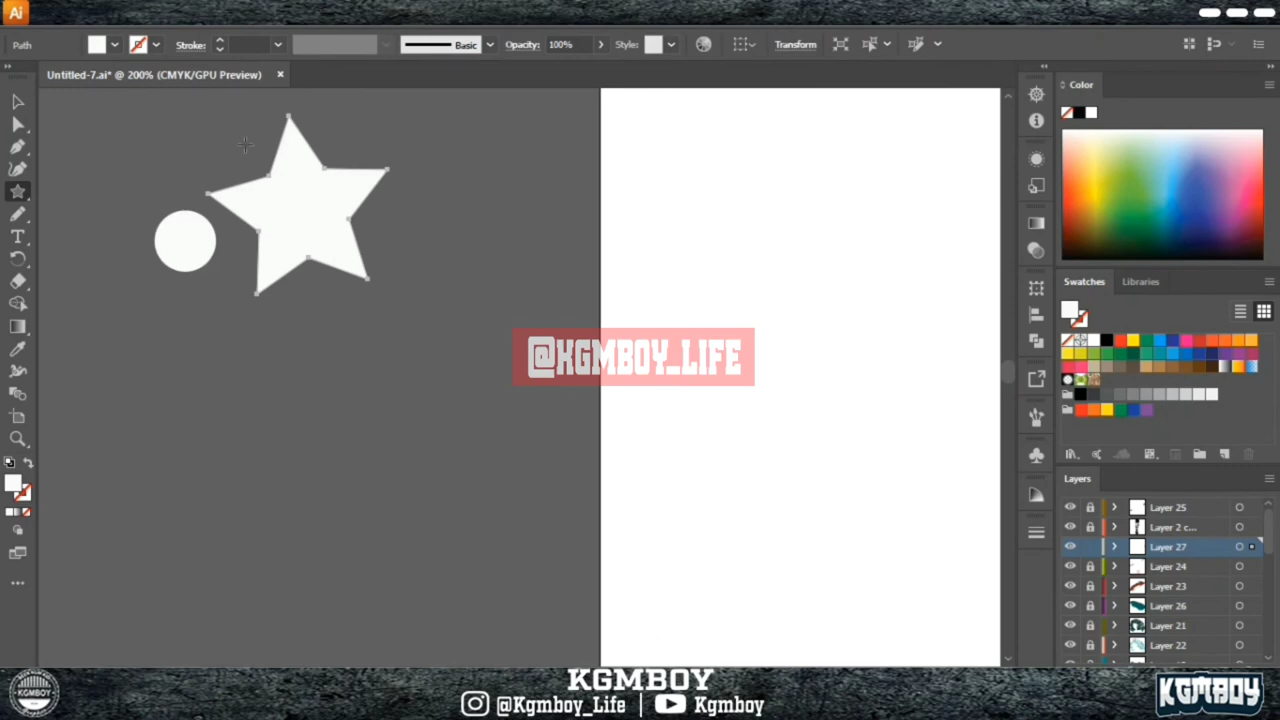 Ai
Path
Stroke:
Basic
Opacity:
100%
Style:
Transform
Untitled-7.ai* @ 200% (CMYK/GPU Preview)
×
Color
@KGMBOY_LIFE
Swatches
Libraries
Layers
Layer 25
Layer 2 c...
Layer 27
Layer 24
Layer 23
Layer 26
Layer 21
Layer 22
KGMBOY
KGMBOY
@Kgmboy_Life | Kgmboy
KGMBOY